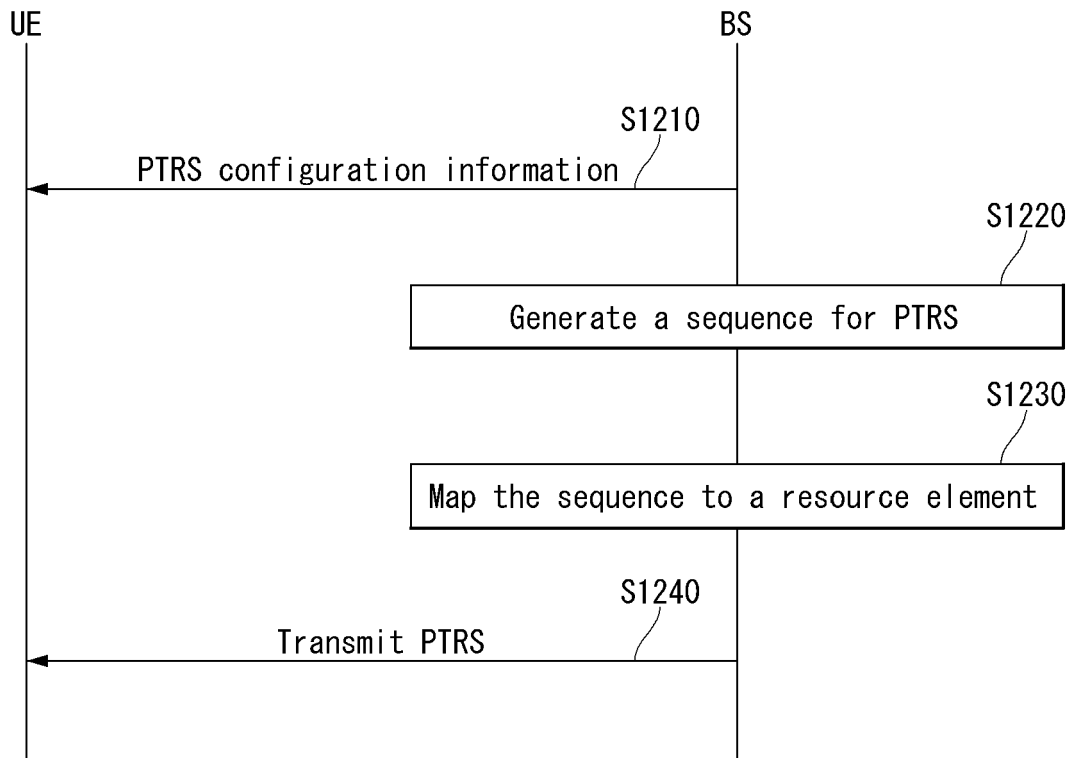 UE
BS
S1210
PTRS configuration information
S1220
Generate a sequence for PTRS
S1230
Map the sequence to a resource element
S1240
Transmit PTRS